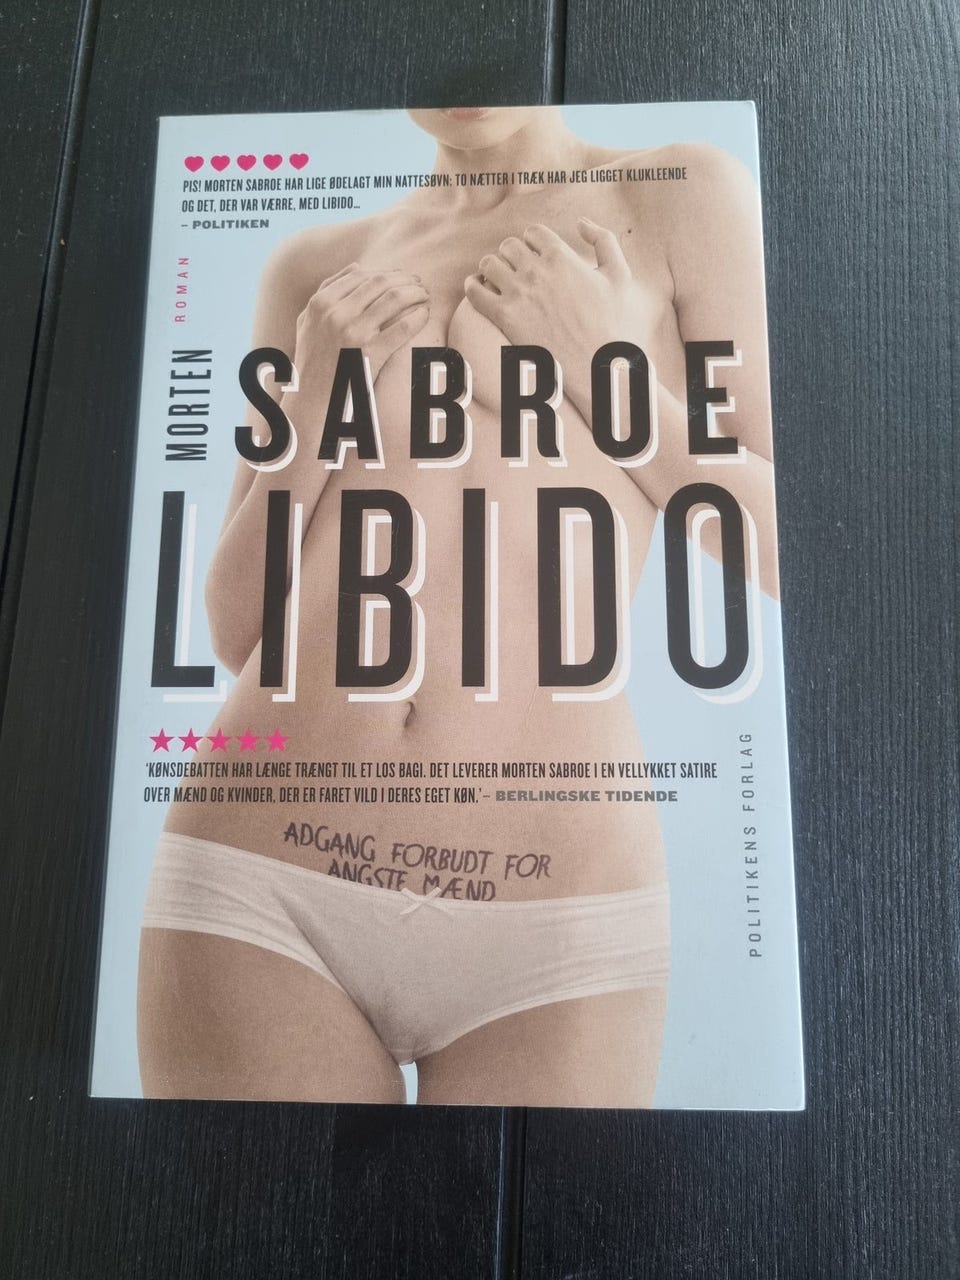 PIS! MORTEN SABROE HAR LIGE ØDELAGT MIN NATTESØVN: TO NÆTTER I TRÆK HAR JEG LIGGET KLUKLEENDE
OG DET, DER VAR VÆRRE, MED LIBIDO...
– POLITIKEN
ROMAN
MORTEN
SABROE
LIBIDO
'KØNSDEBATTEN HAR LÆNGE TRÆNGT TIL ET LOS BAGI. DET LEVERER MORTEN SABROE I EN VELLYKKET SATIRE
OVER MÆND OG KVINDER, DER ER FARET VILD I DERES EGET KØN.' – BERLINGSKE TIDENDE
ADGANG FORBUDT FOR
ANGSTE MÆND
POLITIKENS FORLAG